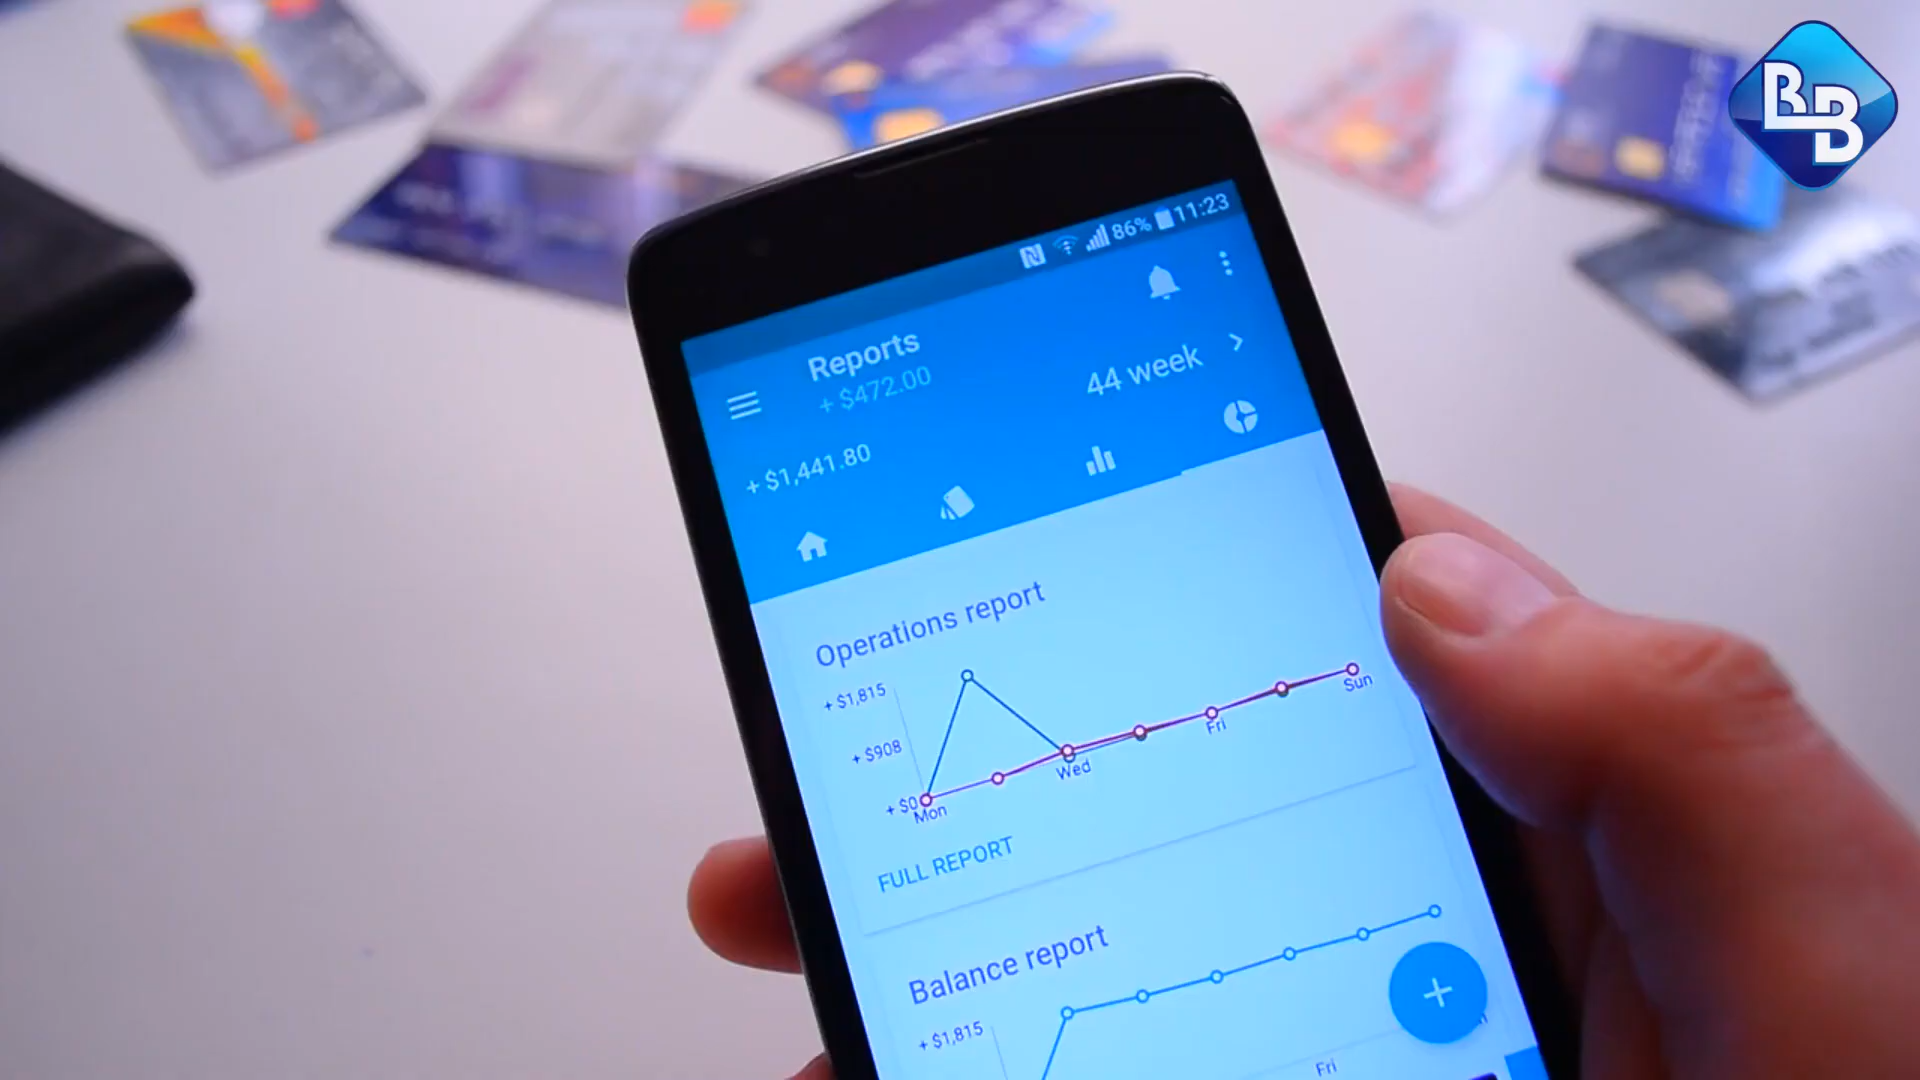 BB
86% 11:23
Reports
+ $472.00
44 week
+ $1,441.80
Operations report
+ $1,815
+ $908
+ $0
Mon
Wed
Fri
Sun
FULL REPORT
Balance report
+ $1,815
Fri